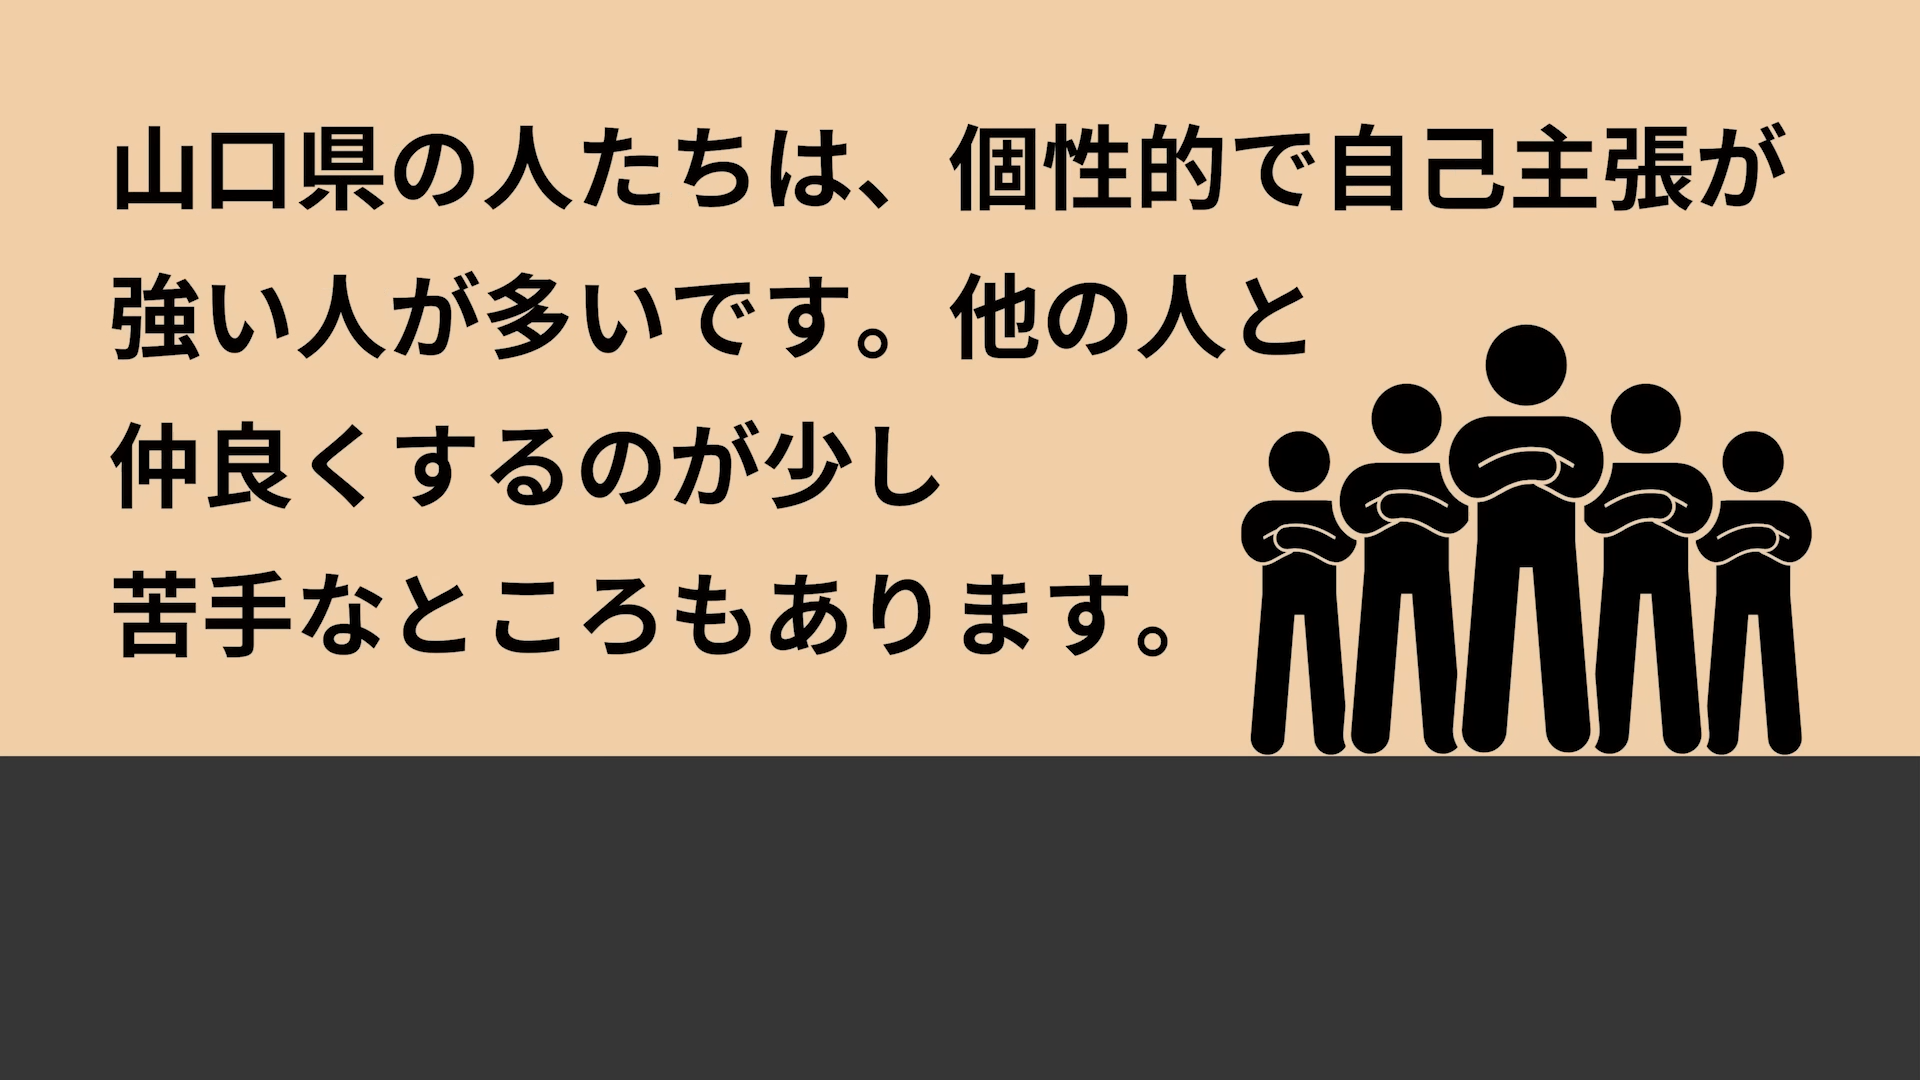 山口県の人たちは、個性的で自己主張が
強い人が多いです。他の人と
仲良くするのが少し
苦手なところもあります。